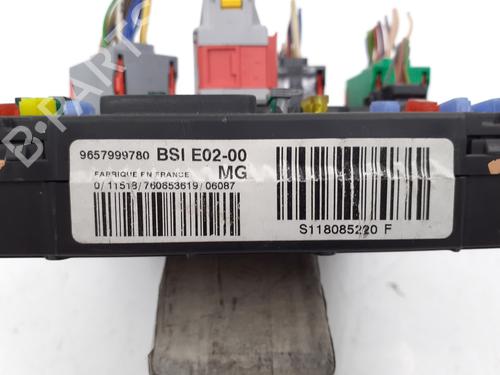 9657999780 BSI E02-00
FABRIQUE EN FRANCE MG
0/11518/760653619/06087
S118085220 F
B-PARTS